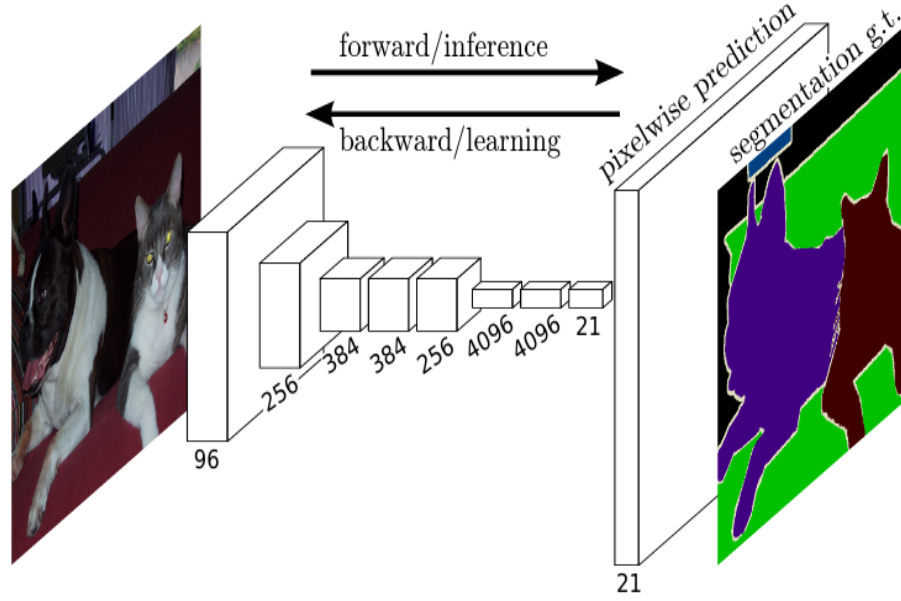 forward/inference
backward/learning
pixelwise prediction
segmentation g.t.
96
256
384
384
256
4096
4096
21
21